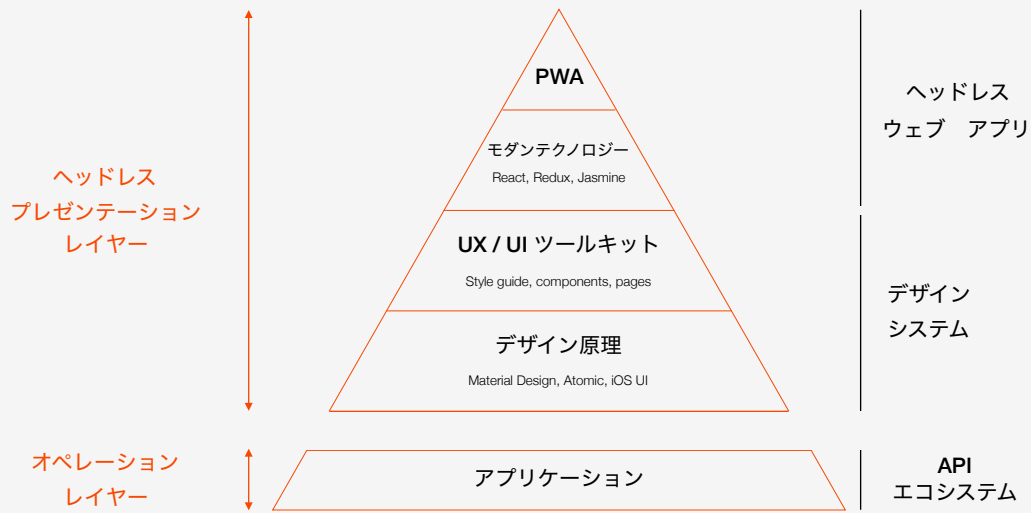 PWA
モダンテクノロジー
React, Redux, Jasmine
UX / UI ツールキット
Style guide, components, pages
デザイン原理
Material Design, Atomic, iOS UI
アプリケーション
ヘッドレス
プレゼンテーション
レイヤー
オペレーション
レイヤー
ヘッドレス
ウェブ　アプリ
デザイン
システム
API
エコシステム